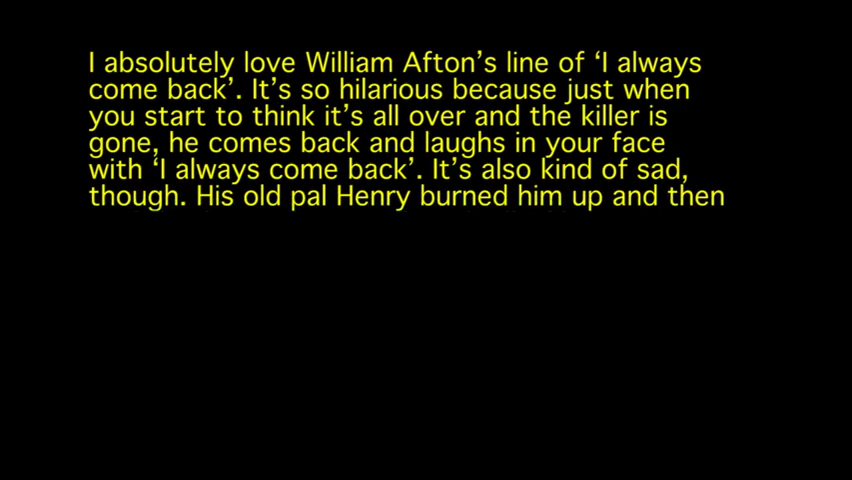 I absolutely love William Afton’s line of ‘I always
come back’. It’s so hilarious because just when
you start to think it’s all over and the killer is
gone, he comes back and laughs in your face
with ‘I always come back’. It’s also kind of sad,
though. His old pal Henry burned him up and then